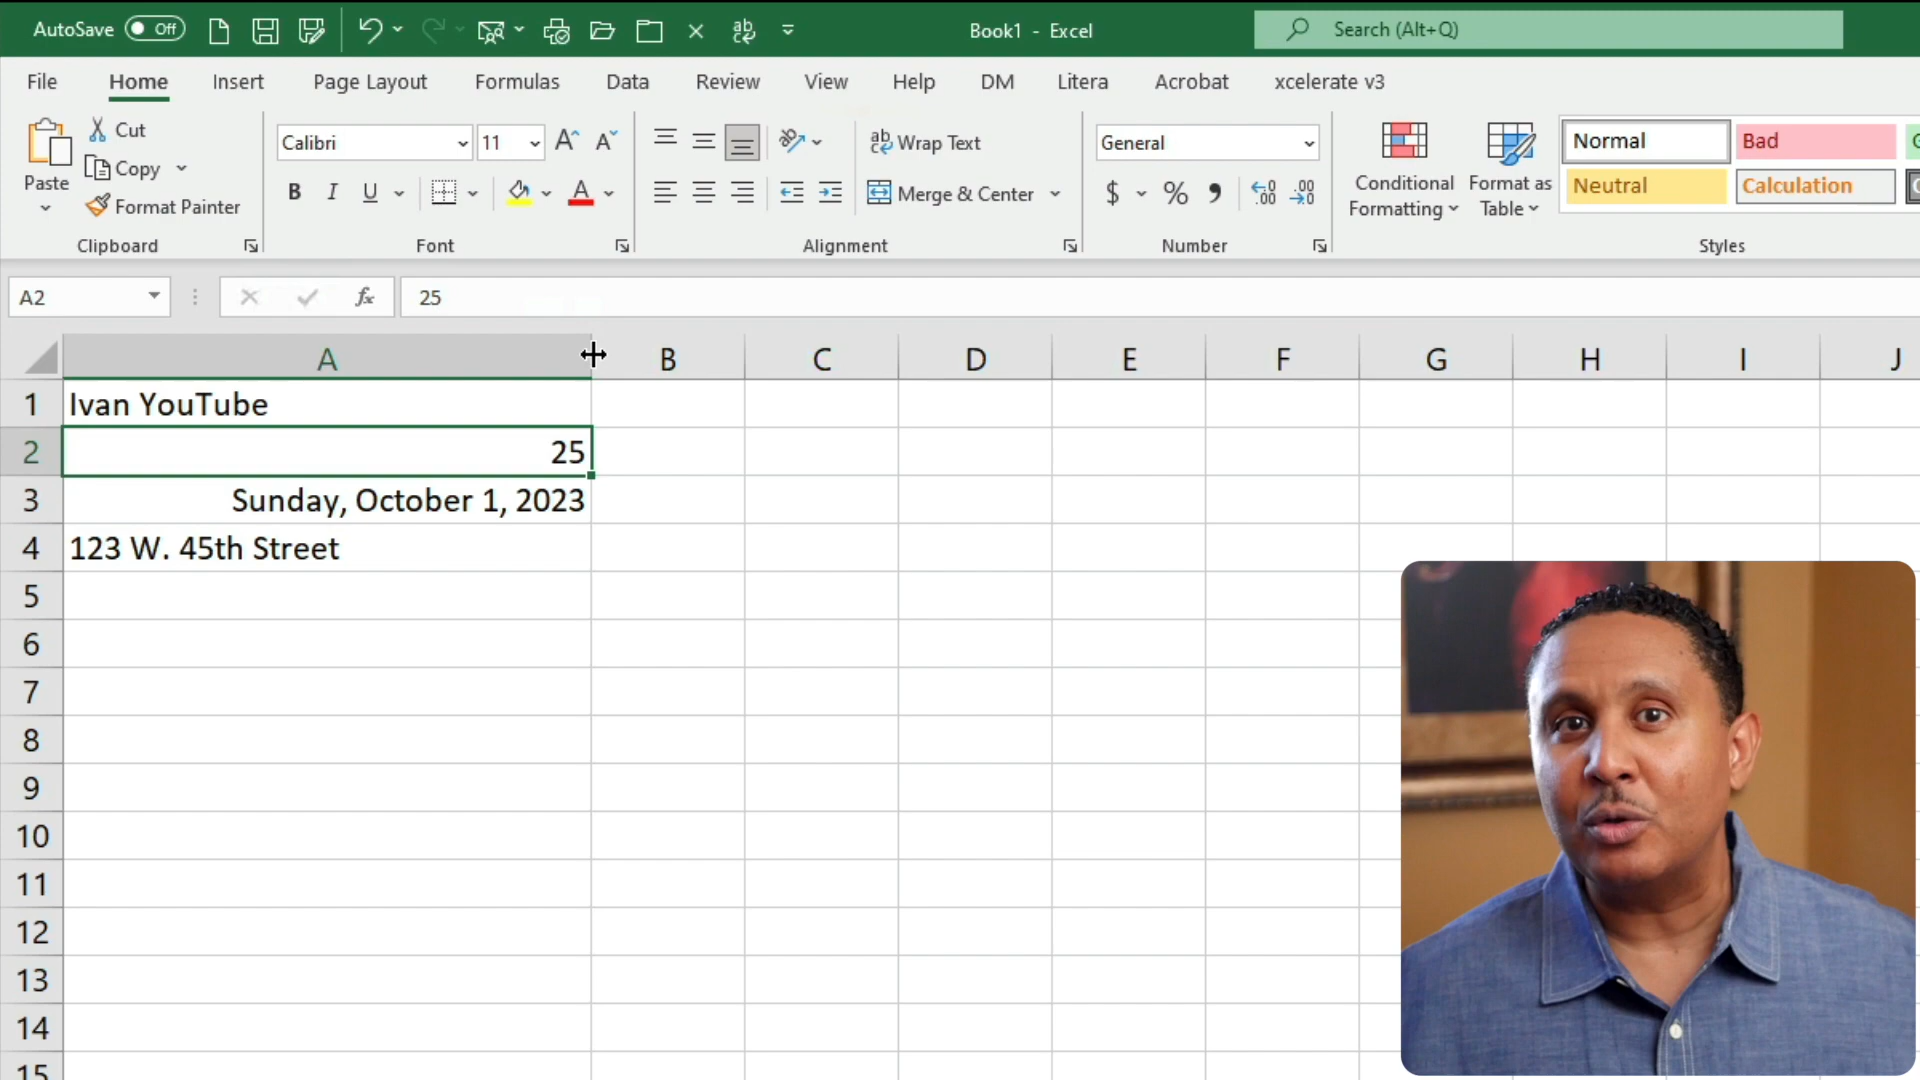 AutoSave Off Book1 - Excel Search (Alt+Q)
File Home Insert Page Layout Formulas Data Review View Help DM Litera Acrobat xcelerate v3
Paste
Cut
Copy
Format Painter
Clipboard
Calibri 11
B I U A
Font
ab Wrap Text
Merge & Center
Alignment
General
$ % 9
Number
Conditional Formatting
Format as Table
Normal Bad
Neutral Calculation
Styles
A2 fx 25
A B C D E F G H I J
1 Ivan YouTube
2 25
3 Sunday, October 1, 2023
4 123 W. 45th Street
5
6
7
8
9
10
11
12
13
14
15